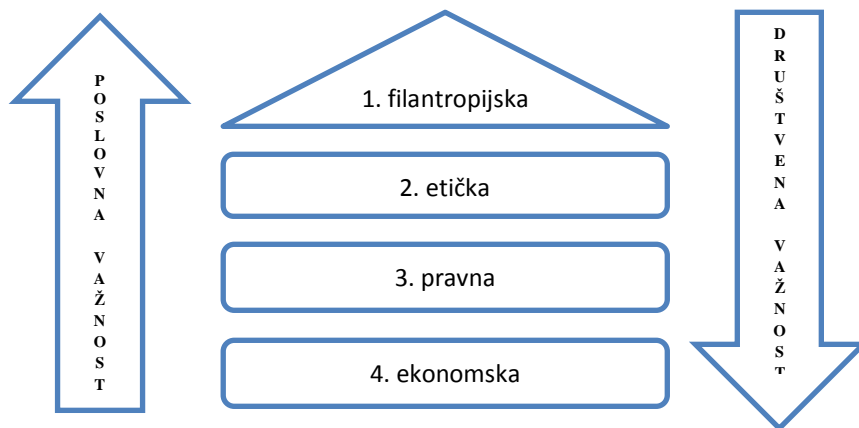 POSLOVNA VAŽNOST
1. filantropijska
2. etička
3. pravna
4. ekonomska
DRUŠTVENA VAŽNOST